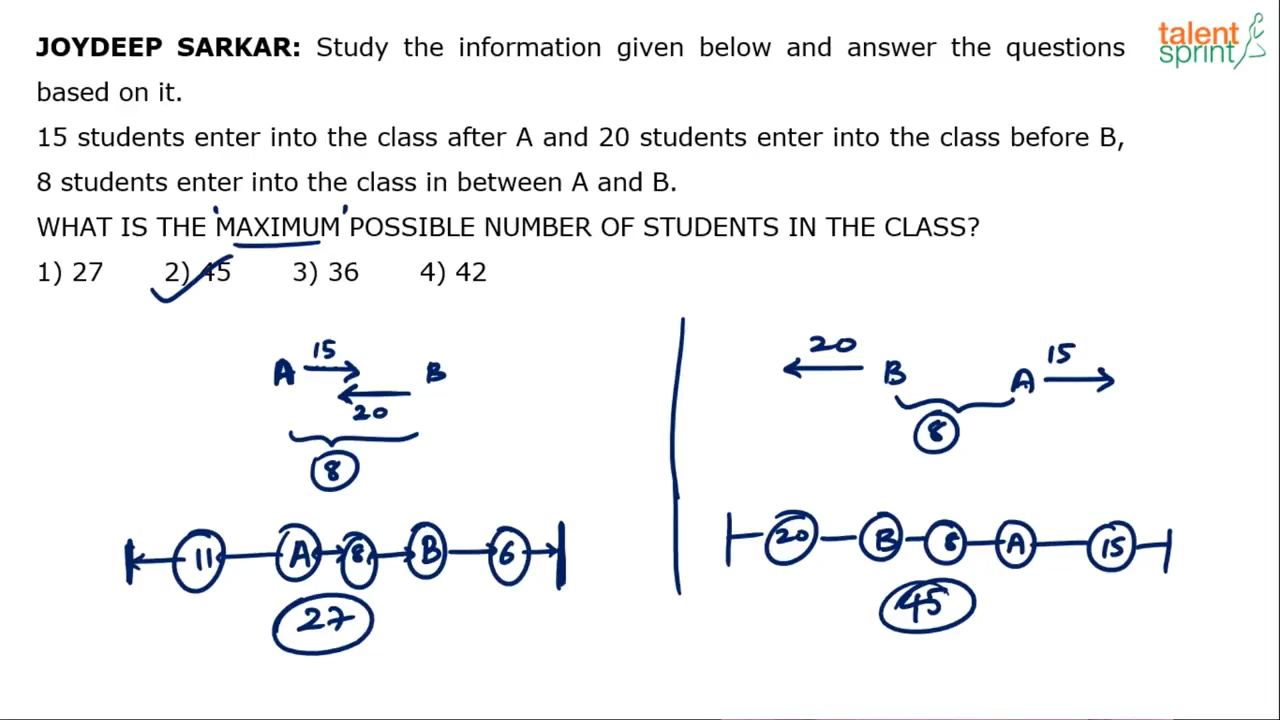 JOYDEEP SARKAR: Study the information given below and answer the questions
based on it.
15 students enter into the class after A and 20 students enter into the class before B,
8 students enter into the class in between A and B.
WHAT IS THE 'MAXIMUM' POSSIBLE NUMBER OF STUDENTS IN THE CLASS?
1) 27 2) 45 3) 36 4) 42
talent
sprint
15
A B
20
8
11 A 8 B 6
27
20 15
B A
8
20 B 8 A 15
45